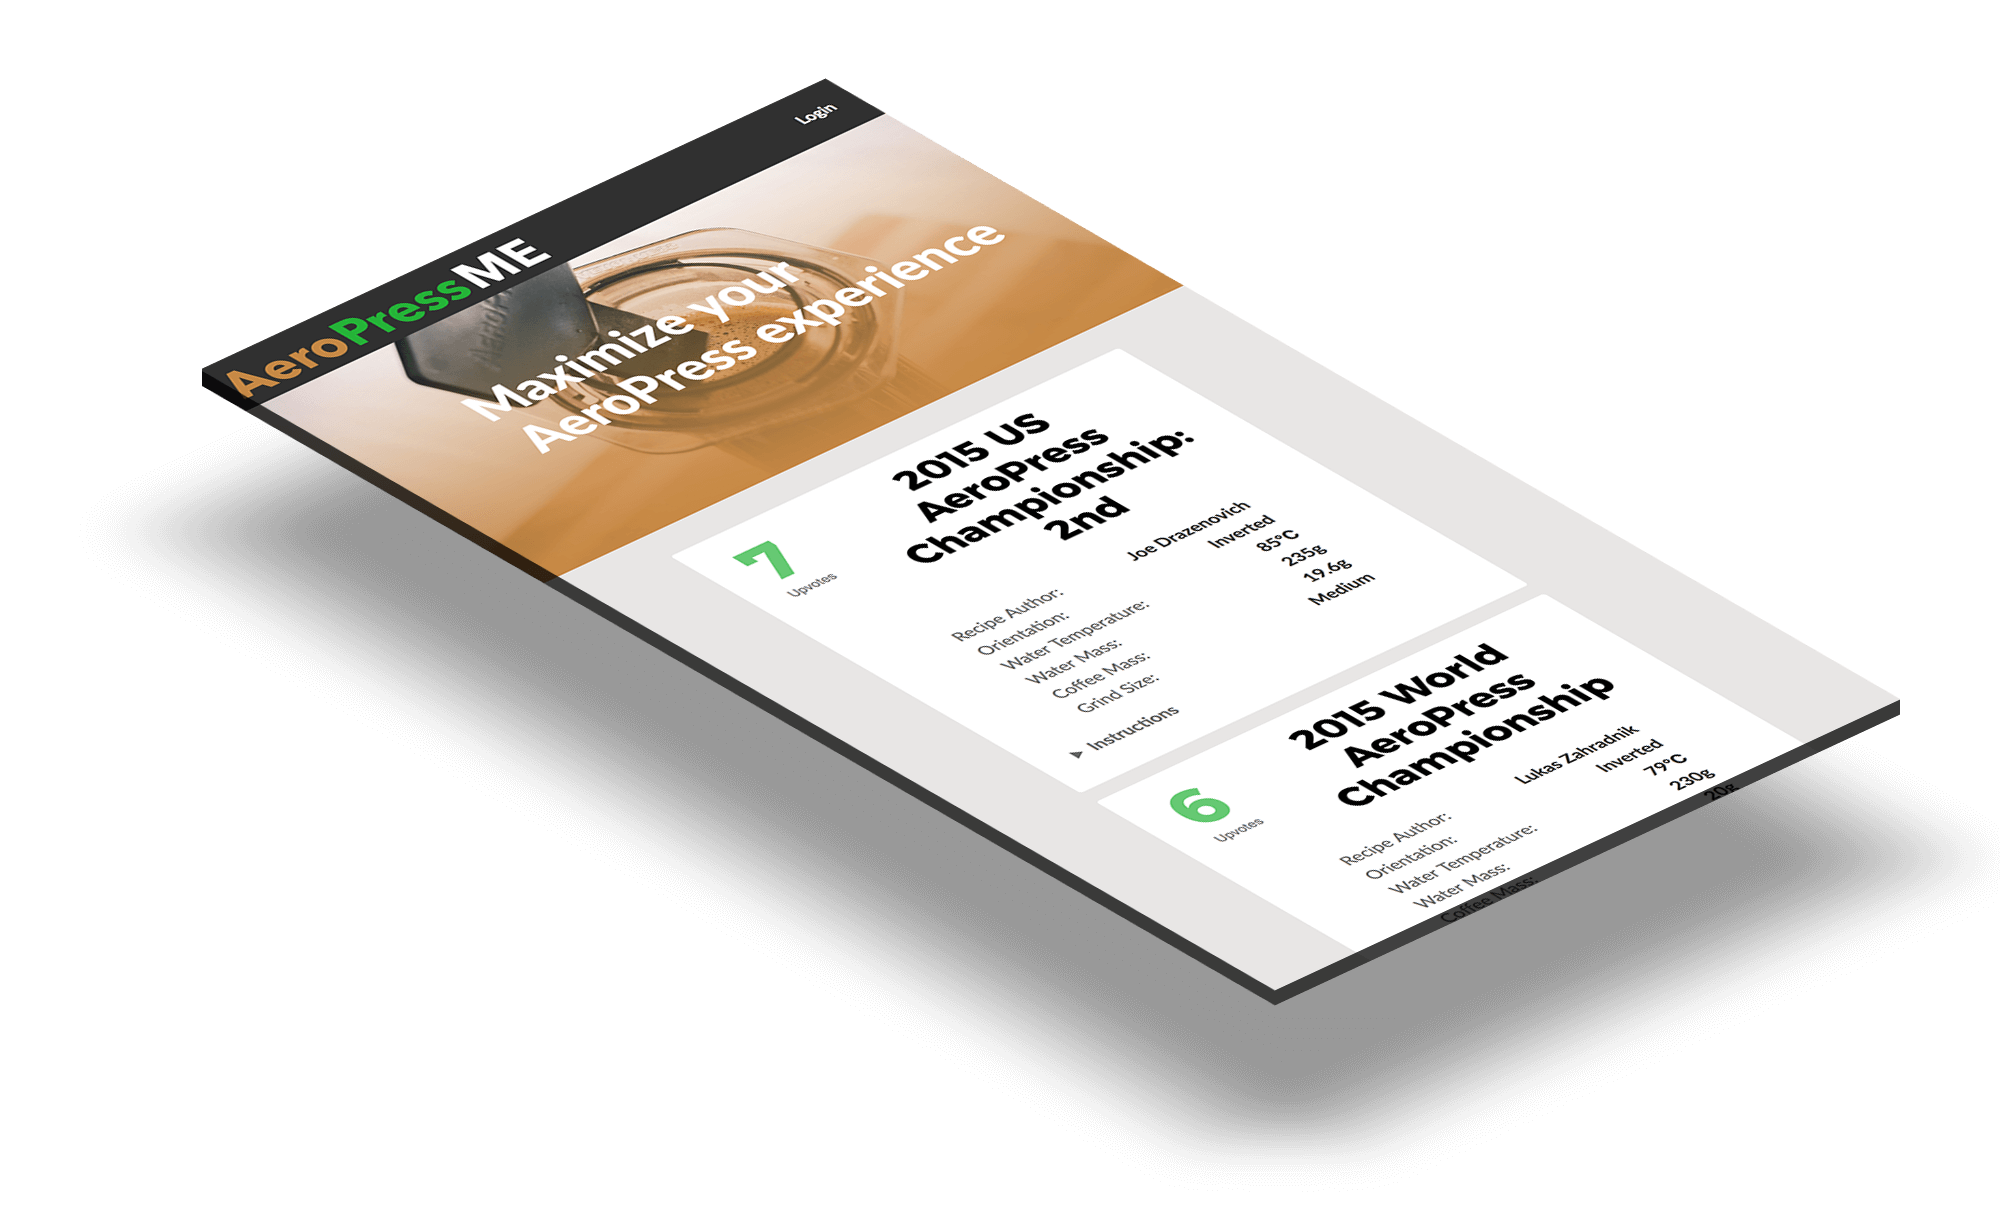 AeroPressME
Login
Maximize your
AeroPress experience
7
Upvotes
2015 US
AeroPress
Championship:
2nd
Recipe Author: Joe Drazenovich
Orientation: Inverted
Water Temperature: 85°C
Water Mass: 235g
Coffee Mass: 19.6g
Grind Size: Medium
▶ Instructions
6
Upvotes
2015 World
AeroPress
Championship
Recipe Author: Lukas Zahradnik
Orientation: Inverted
Water Temperature: 79°C
Water Mass: 230g
Coffee Mass: 20g